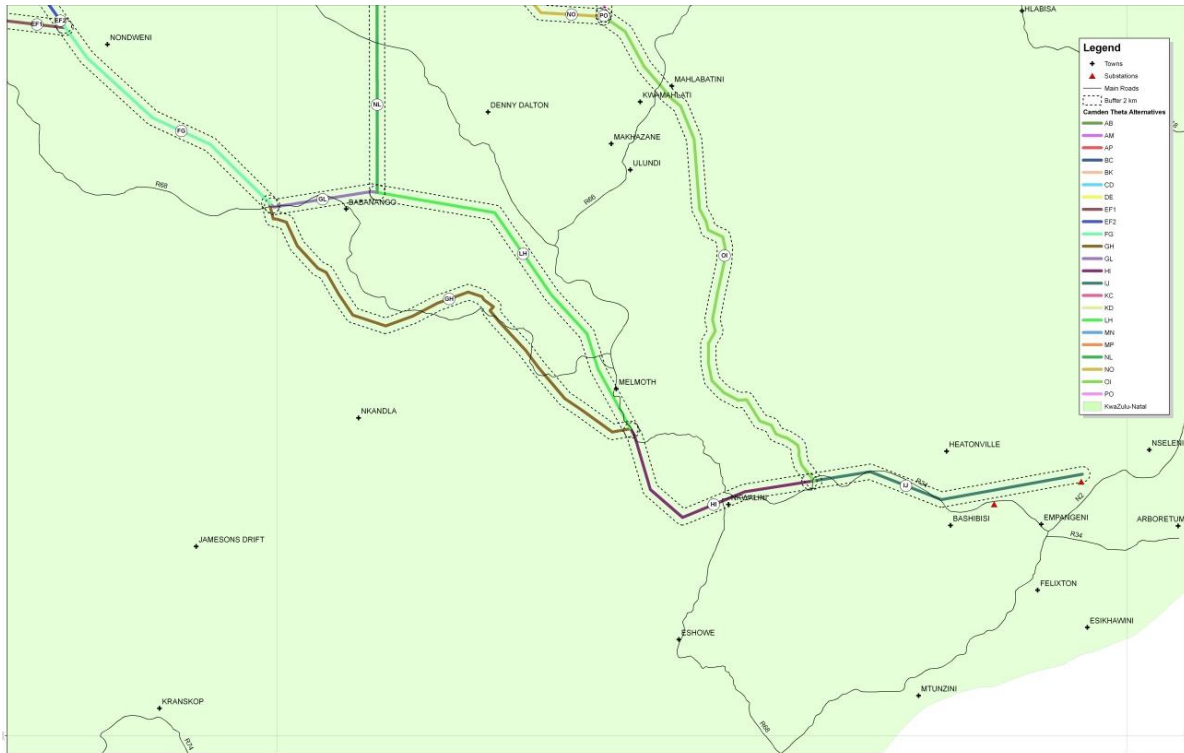 HLABISA
EF1
EF2
NONDWENI
NO
PO
Legend
Towns
Substations
Main Roads
Buffer 2 km
Camden Theta Alternatives
AB
AM
AP
BC
BK
CD
DE
EF1
EF2
FG
GH
GL
HI
IJ
KC
KD
LH
MN
MP
NL
NO
OI
PO
KwaZulu-Natal
MAHLABATINI
KWAMAHLATI
NL
DENNY DALTON
FG
MAKHAZANE
ULUNDI
R68
R66
GL
BABANANGO
LH
OI
GH
MELMOTH
NKANDLA
HEATONVILLE
NSELENI
R34
IJ
N2
HI
NKWALINI
BASHIBISI
EMPANGENI
ARBORETUM
R34
JAMESONS DRIFT
FELIXTON
ESIKHAWINI
ESHOWE
MTUNZINI
KRANSKOP
R68
R74